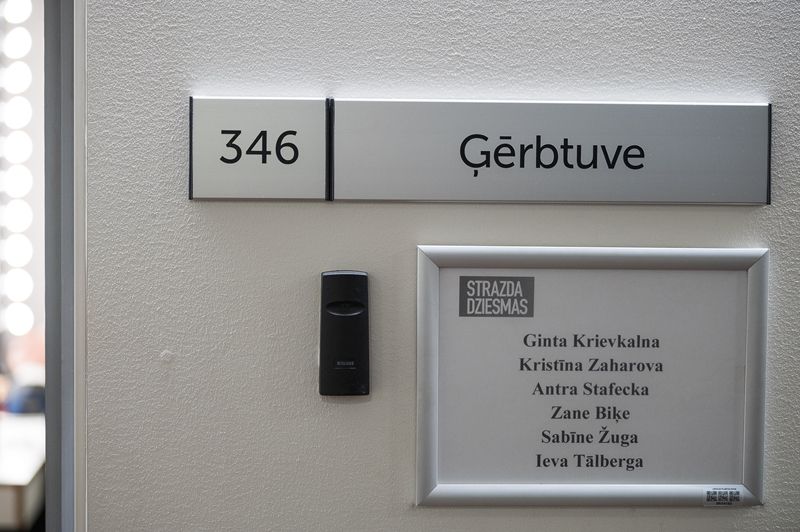 346
Ģērbtuve
STRAZDA
DZIESMAS
Ginta Krievkalna
Kristīna Zaharova
Antra Stafecka
Zane Biķe
Sabīne Žuga
Ieva Tālberga